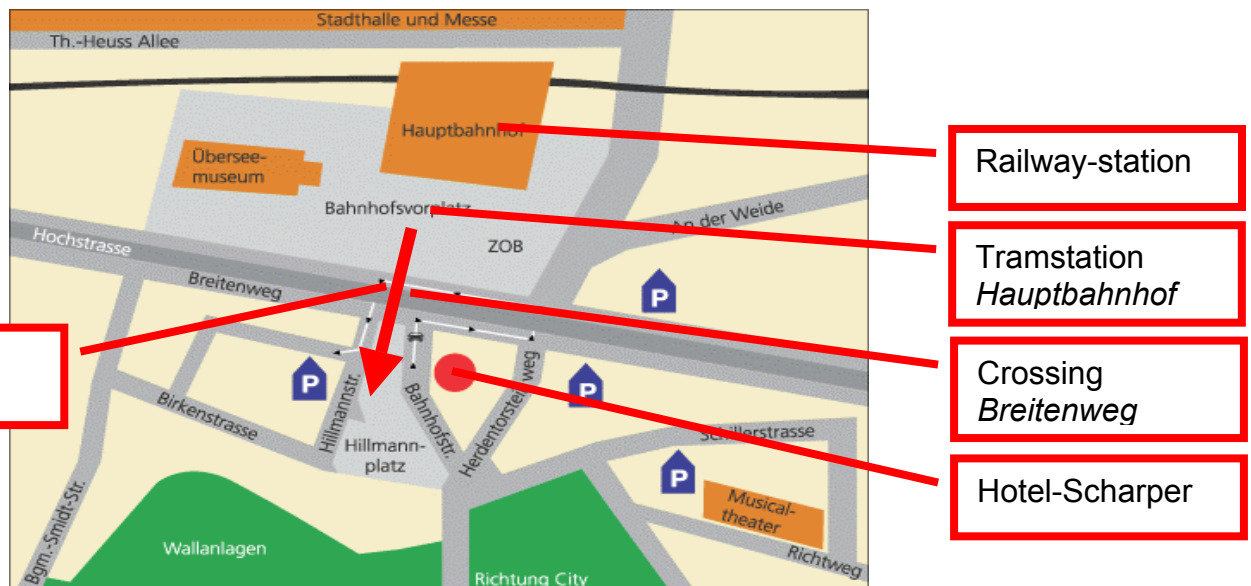 Stadthalle und Messe
Th.-Heuss Allee
Hauptbahnhof
Übersee-
museum
Railway-station
Bahnhofsvorplatz
An der Weide
ZOB
Hochstrasse
Tramstation
Hauptbahnhof
Breitenweg
P
Crossing
Breitenweg
P
P
Hillmannstr.
Bahnhofstr.
Herdentorsteinweg
Birkenstrasse
Schillerstrasse
Hillmann-
platz
P
Hotel-Scharper
Musical-
theater
Bgm.-Smidt-Str.
Wallanlagen
Richtweg
Richtung City